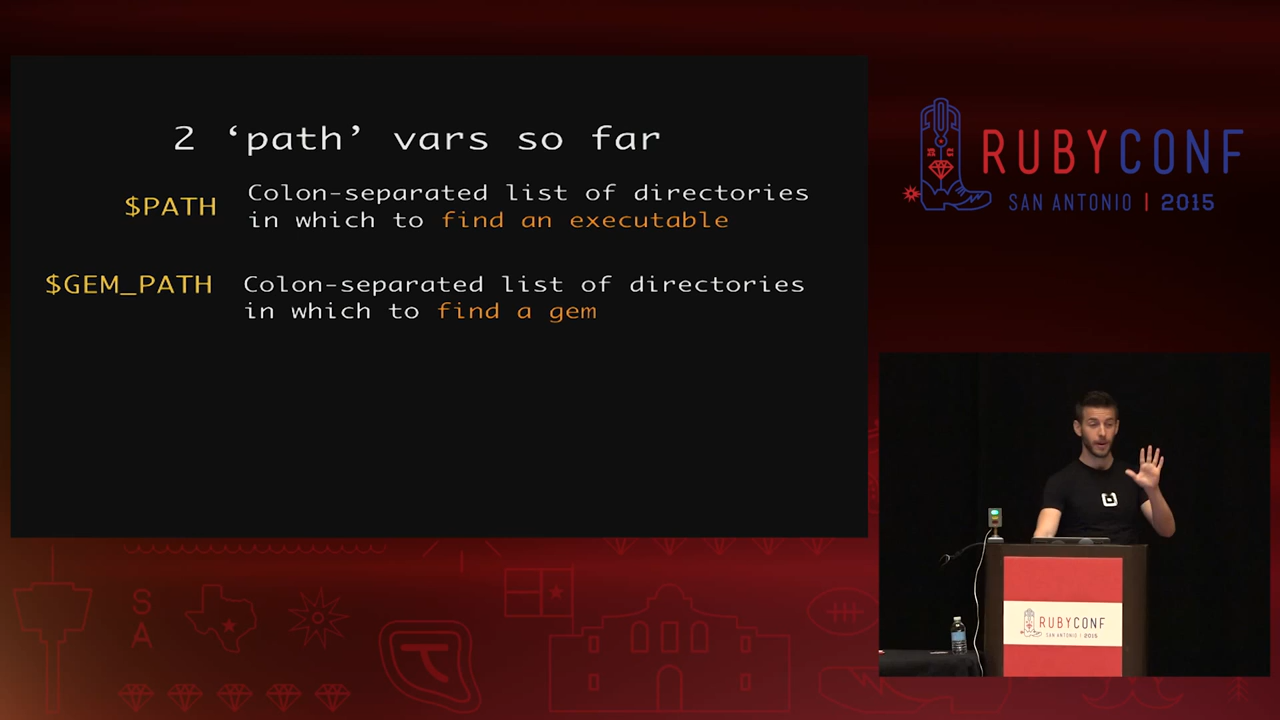 2 ‘path’ vars so far
$PATH
Colon-separated list of directories
in which to find an executable
$GEM_PATH
Colon-separated list of directories
in which to find a gem
RUBYCONF
SAN ANTONIO | 2015
S
A
RUBYCONF
SAN ANTONIO | 2015